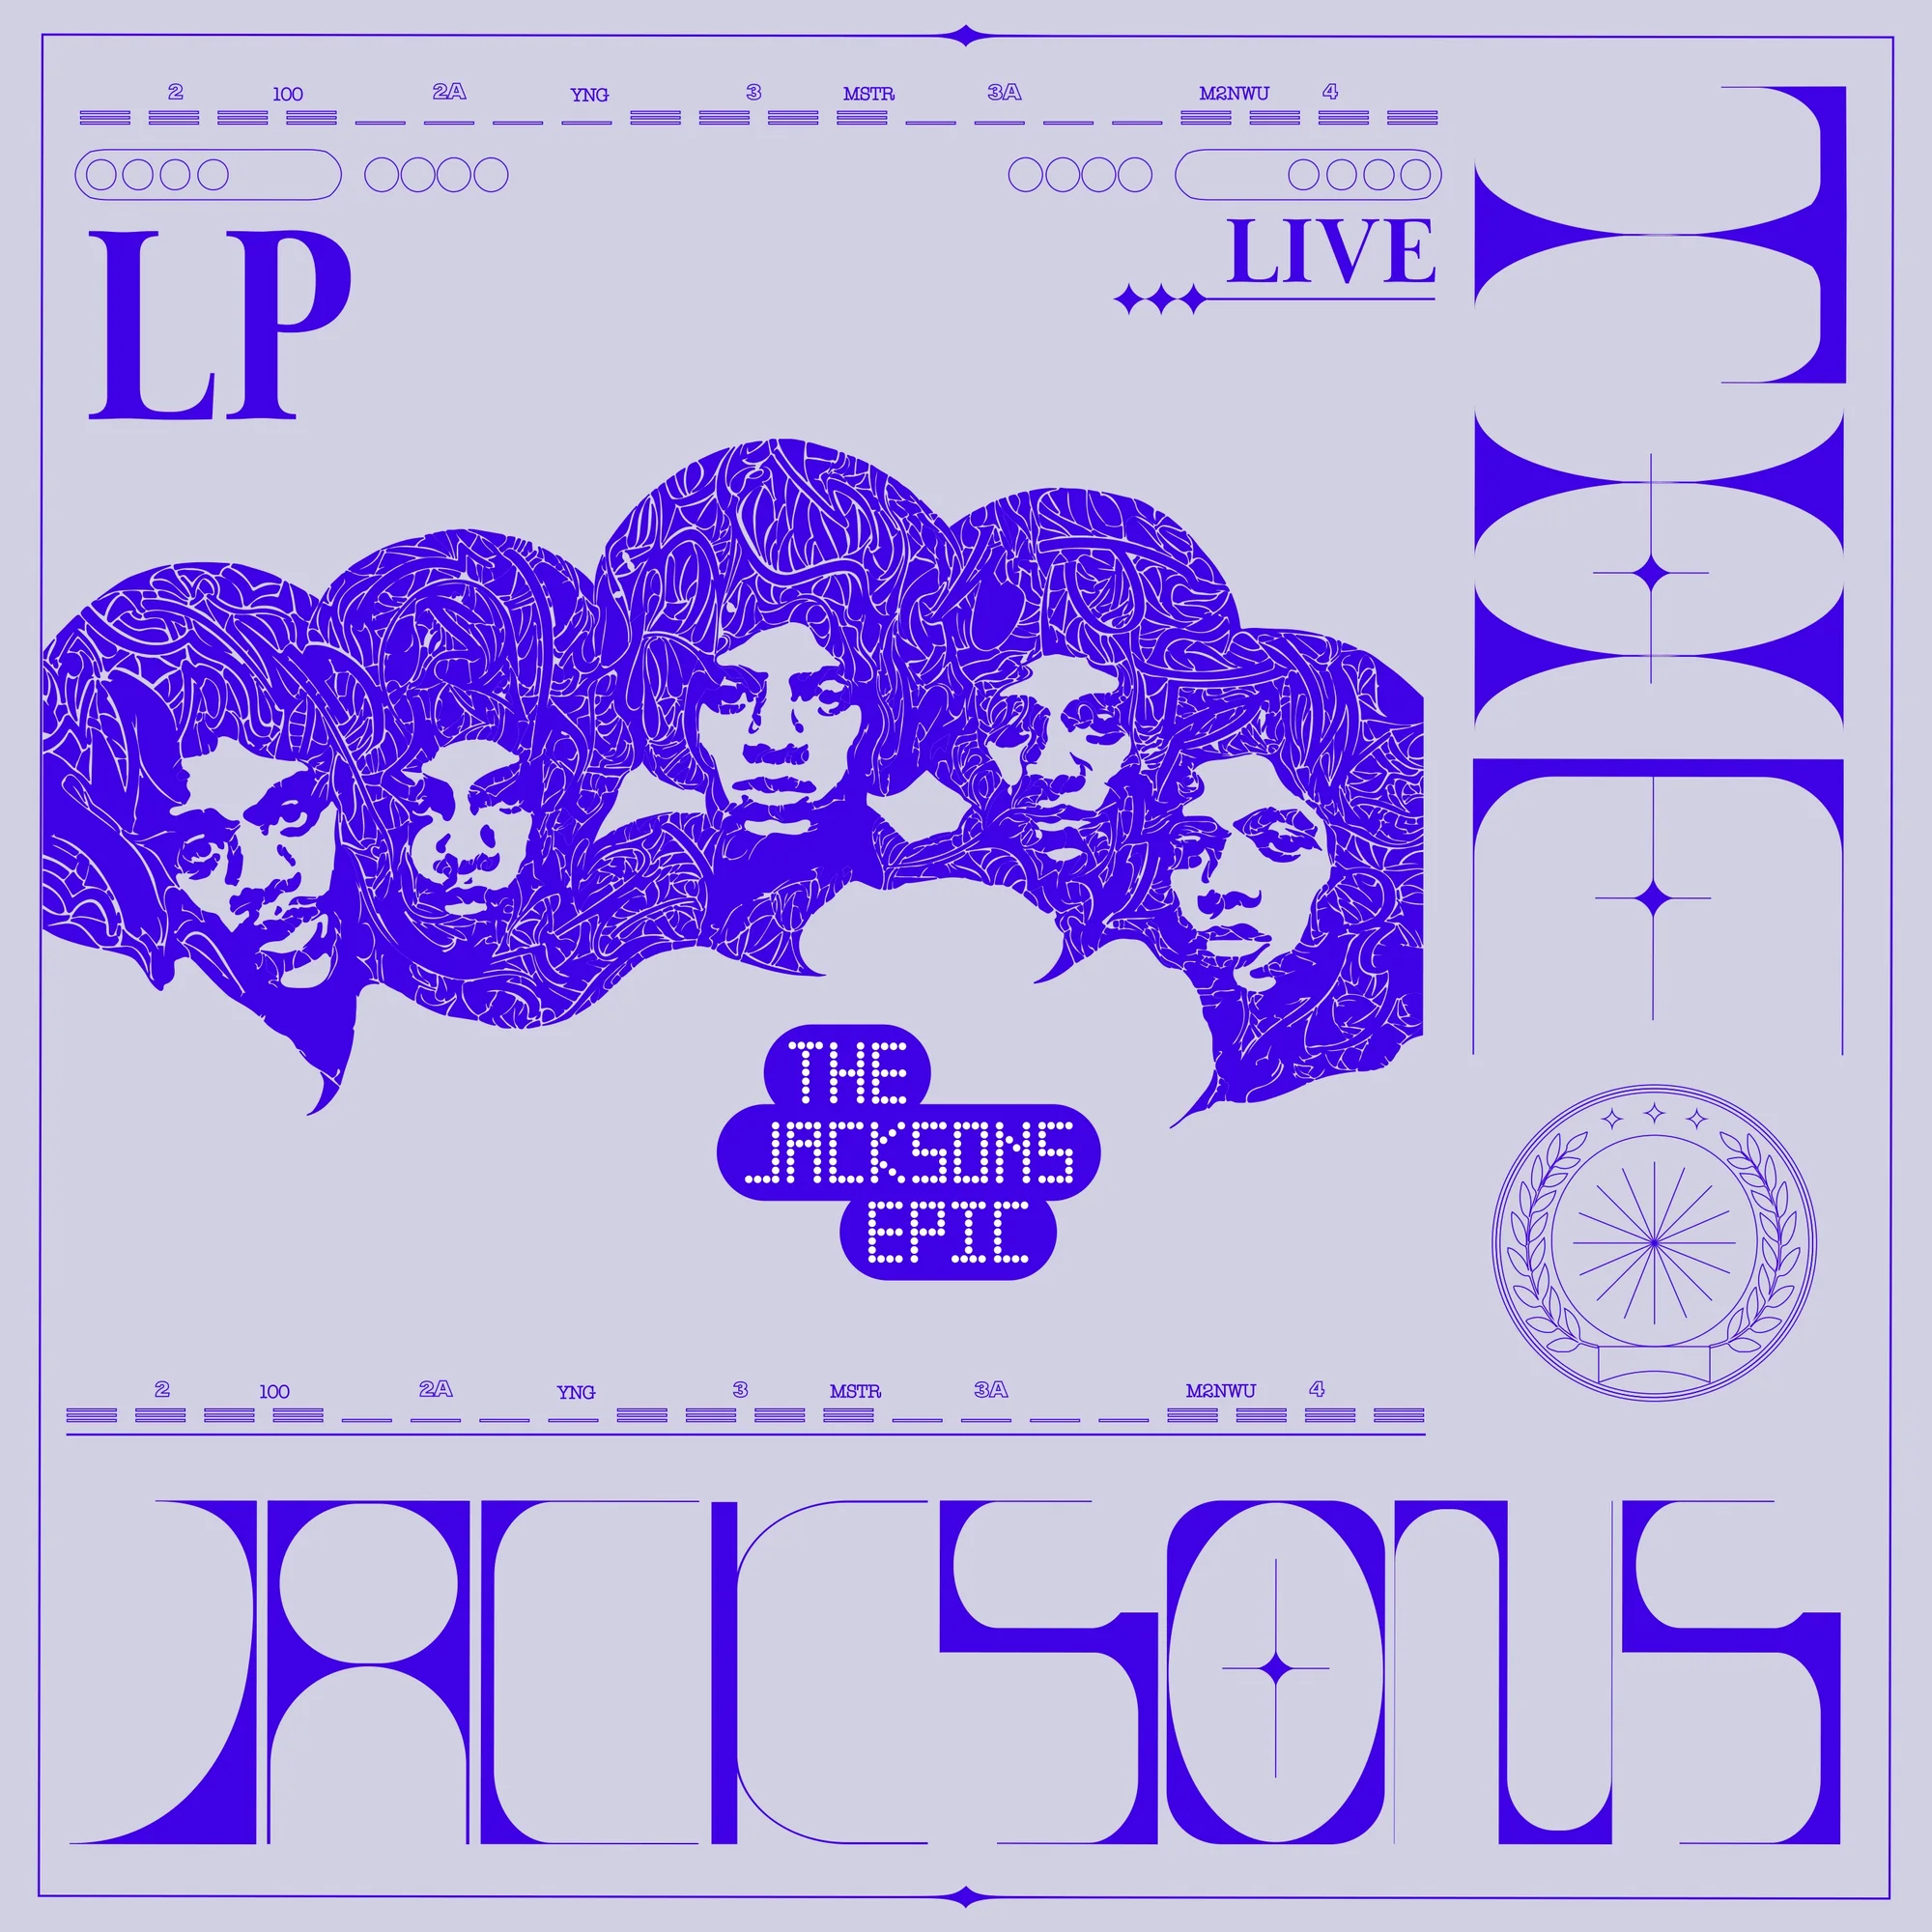 2 100 2A YNG 3 MSTR 3A M2NWU 4
LP
LIVE
THE
THE
JACKSONS
EPIC
2 100 2A YNG 3 MSTR 3A M2NWU 4
JACKSONS